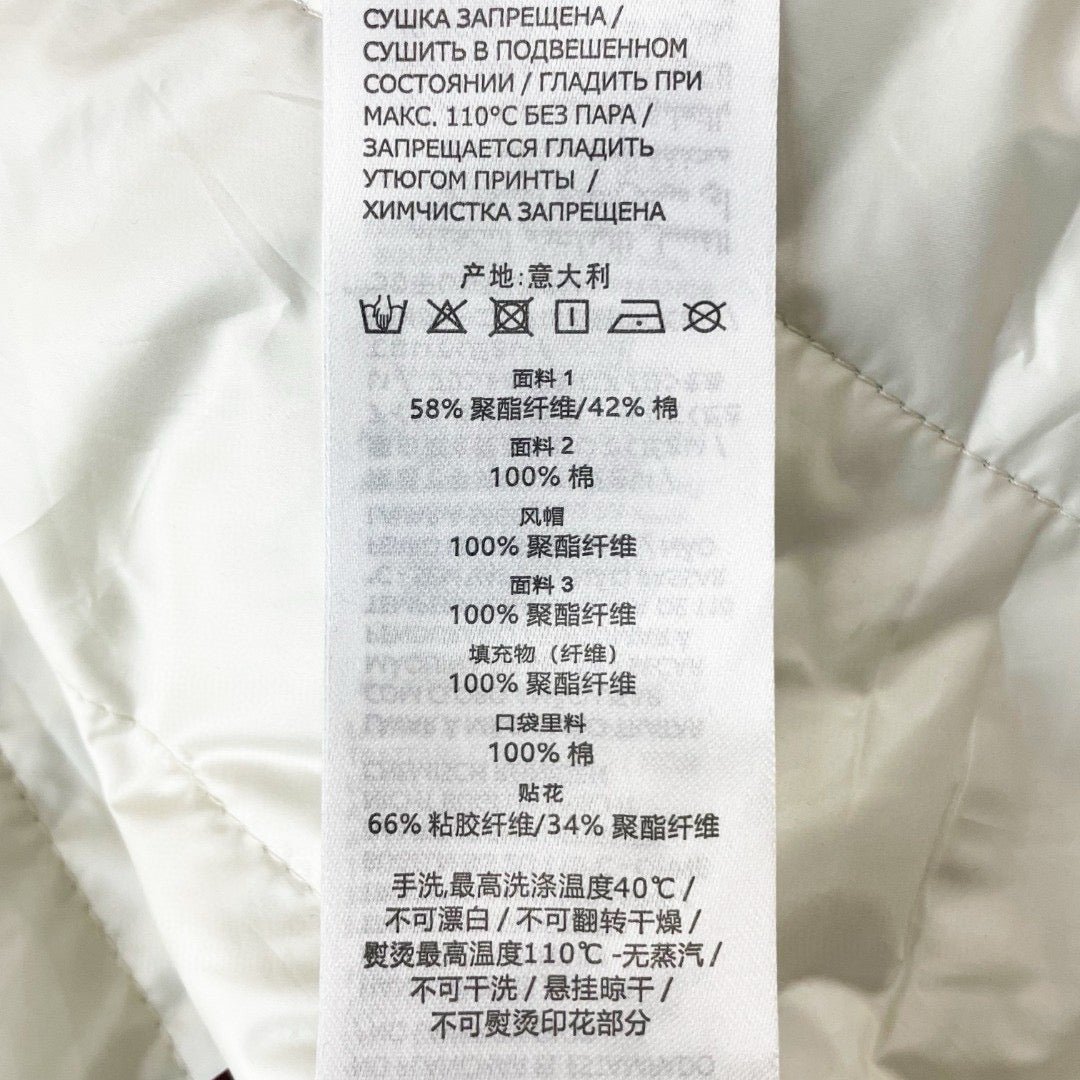 СУШКА ЗАПРЕЩЕНА /
СУШИТЬ В ПОДВЕШЕННОМ
СОСТОЯНИИ / ГЛАДИТЬ ПРИ
МАКС. 110°C БЕЗ ПАРА /
ЗАПРЕЩАЕТСЯ ГЛАДИТЬ
УТЮГОМ ПРИНТЫ /
ХИМЧИСТКА ЗАПРЕЩЕНА
产地:意大利
面料 1
58% 聚酯纤维/42% 棉
面料 2
100% 棉
风帽
100% 聚酯纤维
面料 3
100% 聚酯纤维
填充物（纤维）
100% 聚酯纤维
口袋里料
100% 棉
贴花
66% 粘胶纤维/34% 聚酯纤维
手洗,最高洗涤温度40℃ /
不可漂白 / 不可翻转干燥 /
熨烫最高温度110℃ -无蒸汽 /
不可干洗 / 悬挂晾干 /
不可熨烫印花部分